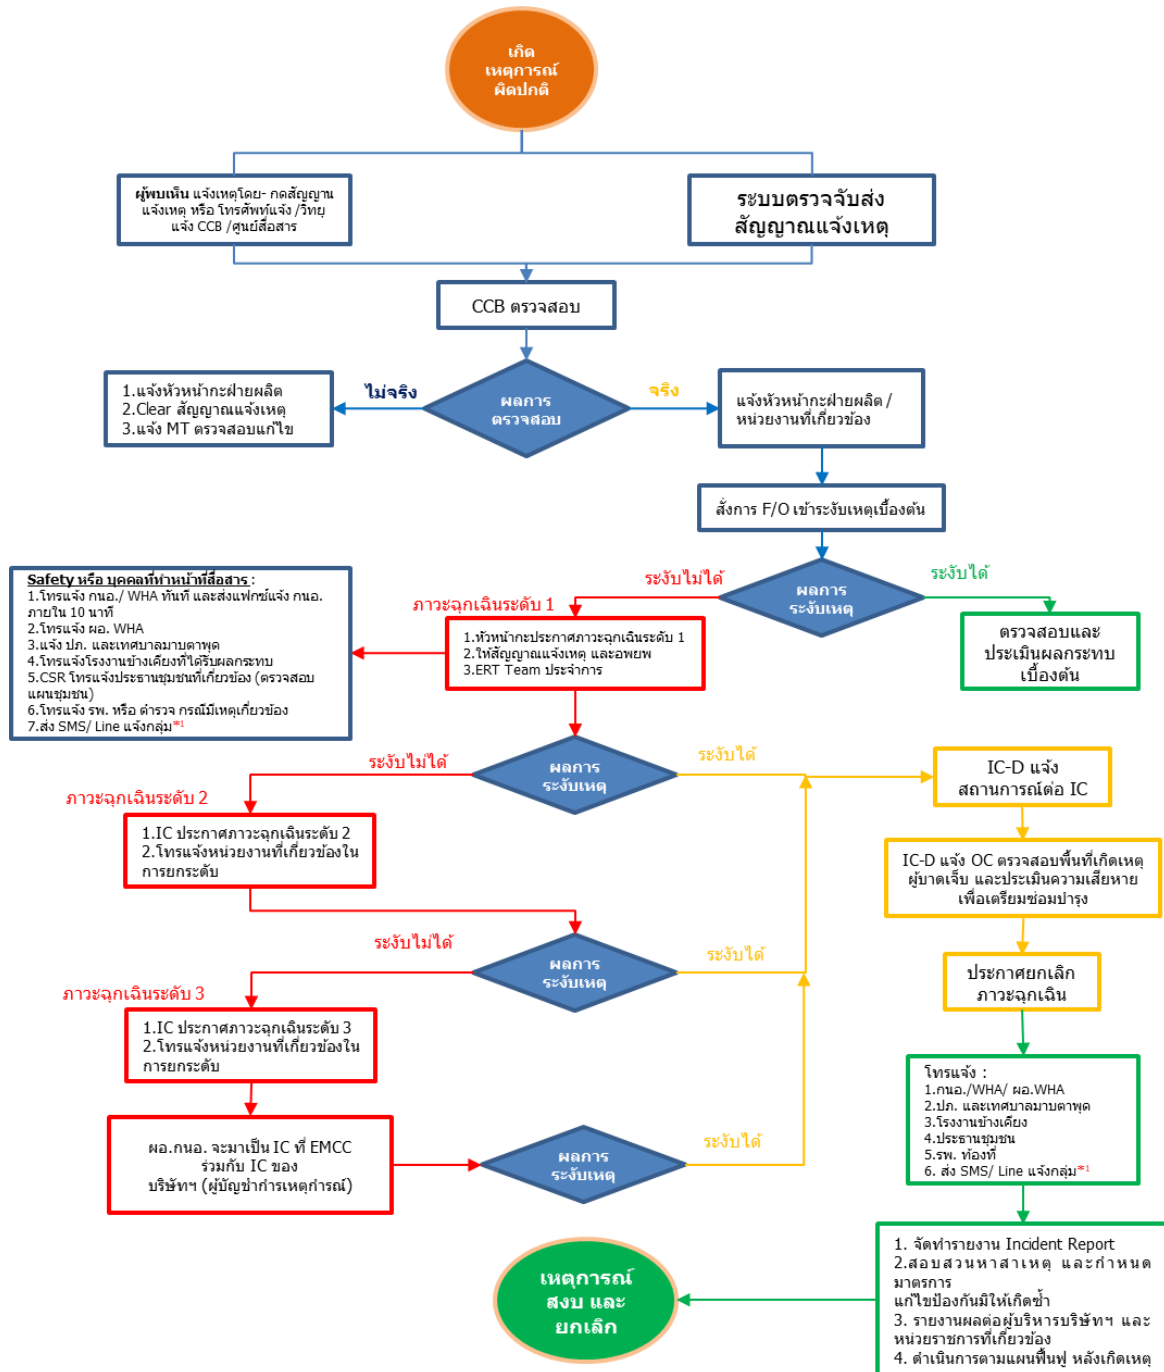 เกิด
เหตุการณ์
ผิดปกติ
ผู้พบเห็น แจ้งเหตุโดย- กดสัญญาน
แจ้งเหตุ หรือ โทรศัพท์แจ้ง /วิทยุ
แจ้ง CCB /ศูนย์สื่อสาร
ระบบตรวจจับส่ง
สัญญาณแจ้งเหตุ
CCB ตรวจสอบ
ผลการ
ตรวจสอบ
ไม่จริง
จริง
1.แจ้งหัวหน้ากะฝ่ายผลิต
2.Clear สัญญาณแจ้งเหตุ
3.แจ้ง MT ตรวจสอบแก้ไข
แจ้งหัวหน้ากะฝ่ายผลิต /
หน่วยงานที่เกี่ยวข้อง
สั่งการ F/O เข้าระงับเหตุเบื้องต้น
ผลการ
ระงับเหตุ
ระงับไม่ได้
ระงับได้
ตรวจสอบและ
ประเมินผลกระทบ
เบื้องต้น
ภาวะฉุกเฉินระดับ 1
1.หัวหน้ากะประกาศภาวะฉุกเฉินระดับ 1
2.ให้สัญญาณแจ้งเหตุ และอพยพ
3.ERT Team ประจำการ
Safety หรือ บุคคลที่ทำหน้าที่สื่อสาร :
1.โทรแจ้ง กนอ./ WHA ทันที และส่งแฟกซ์แจ้ง กนอ.
ภายใน 10 นาที
2.โทรแจ้ง ผอ. WHA
3.แจ้ง ปภ. และเทศบาลมาบตาพุด
4.โทรแจ้งโรงงานข้างเคียงที่ได้รับผลกระทบ
5.CSR โทรแจ้งประธานชุมชนที่เกี่ยวข้อง (ตรวจสอบ
แผนชุมชน)
6.โทรแจ้ง รพ. หรือ ตำรวจ กรณีมีเหตุเกี่ยวข้อง
7.ส่ง SMS/ Line แจ้งกลุ่ม*1
ผลการ
ระงับเหตุ
ระงับไม่ได้
ระงับได้
ภาวะฉุกเฉินระดับ 2
1.IC ประกาศภาวะฉุกเฉินระดับ 2
2.โทรแจ้งหน่วยงานที่เกี่ยวข้องใน
การยกระดับ
ผลการ
ระงับเหตุ
ระงับไม่ได้
ระงับได้
ภาวะฉุกเฉินระดับ 3
1.IC ประกาศภาวะฉุกเฉินระดับ 3
2.โทรแจ้งหน่วยงานที่เกี่ยวข้องใน
การยกระดับ
ผอ.กนอ. จะมาเป็น IC ที่ EMCC
ร่วมกับ IC ของ
บริษัทฯ (ผู้บัญชาการเหตุการณ์)
ผลการ
ระงับเหตุ
ระงับได้
IC-D แจ้ง
สถานการณ์ต่อ IC
IC-D แจ้ง OC ตรวจสอบพื้นที่เกิดเหตุ
ผู้บาดเจ็บ และประเมินความเสียหาย
เพื่อเตรียมซ่อมบำรุง
ประกาศยกเลิก
ภาวะฉุกเฉิน
โทรแจ้ง :
1.กนอ./WHA/ ผอ.WHA
2.ปภ. และเทศบาลมาบตาพุด
3.โรงงานข้างเคียง
4.ประธานชุมชน
5.รพ. ท้องที่
6. ส่ง SMS/ Line แจ้งกลุ่ม*1
1. จัดทำรายงาน Incident Report
2.สอบสวนหาสาเหตุ และกำหนด
มาตรการ
แก้ไขป้องกันมิให้เกิดซ้ำ
3. รายงานผลต่อผู้บริหารบริษัทฯ และ
หน่วยราชการที่เกี่ยวข้อง
4. ดำเนินการตามแผนฟื้นฟู หลังเกิดเหตุ
เหตุการณ์
สงบ และ
ยกเลิก